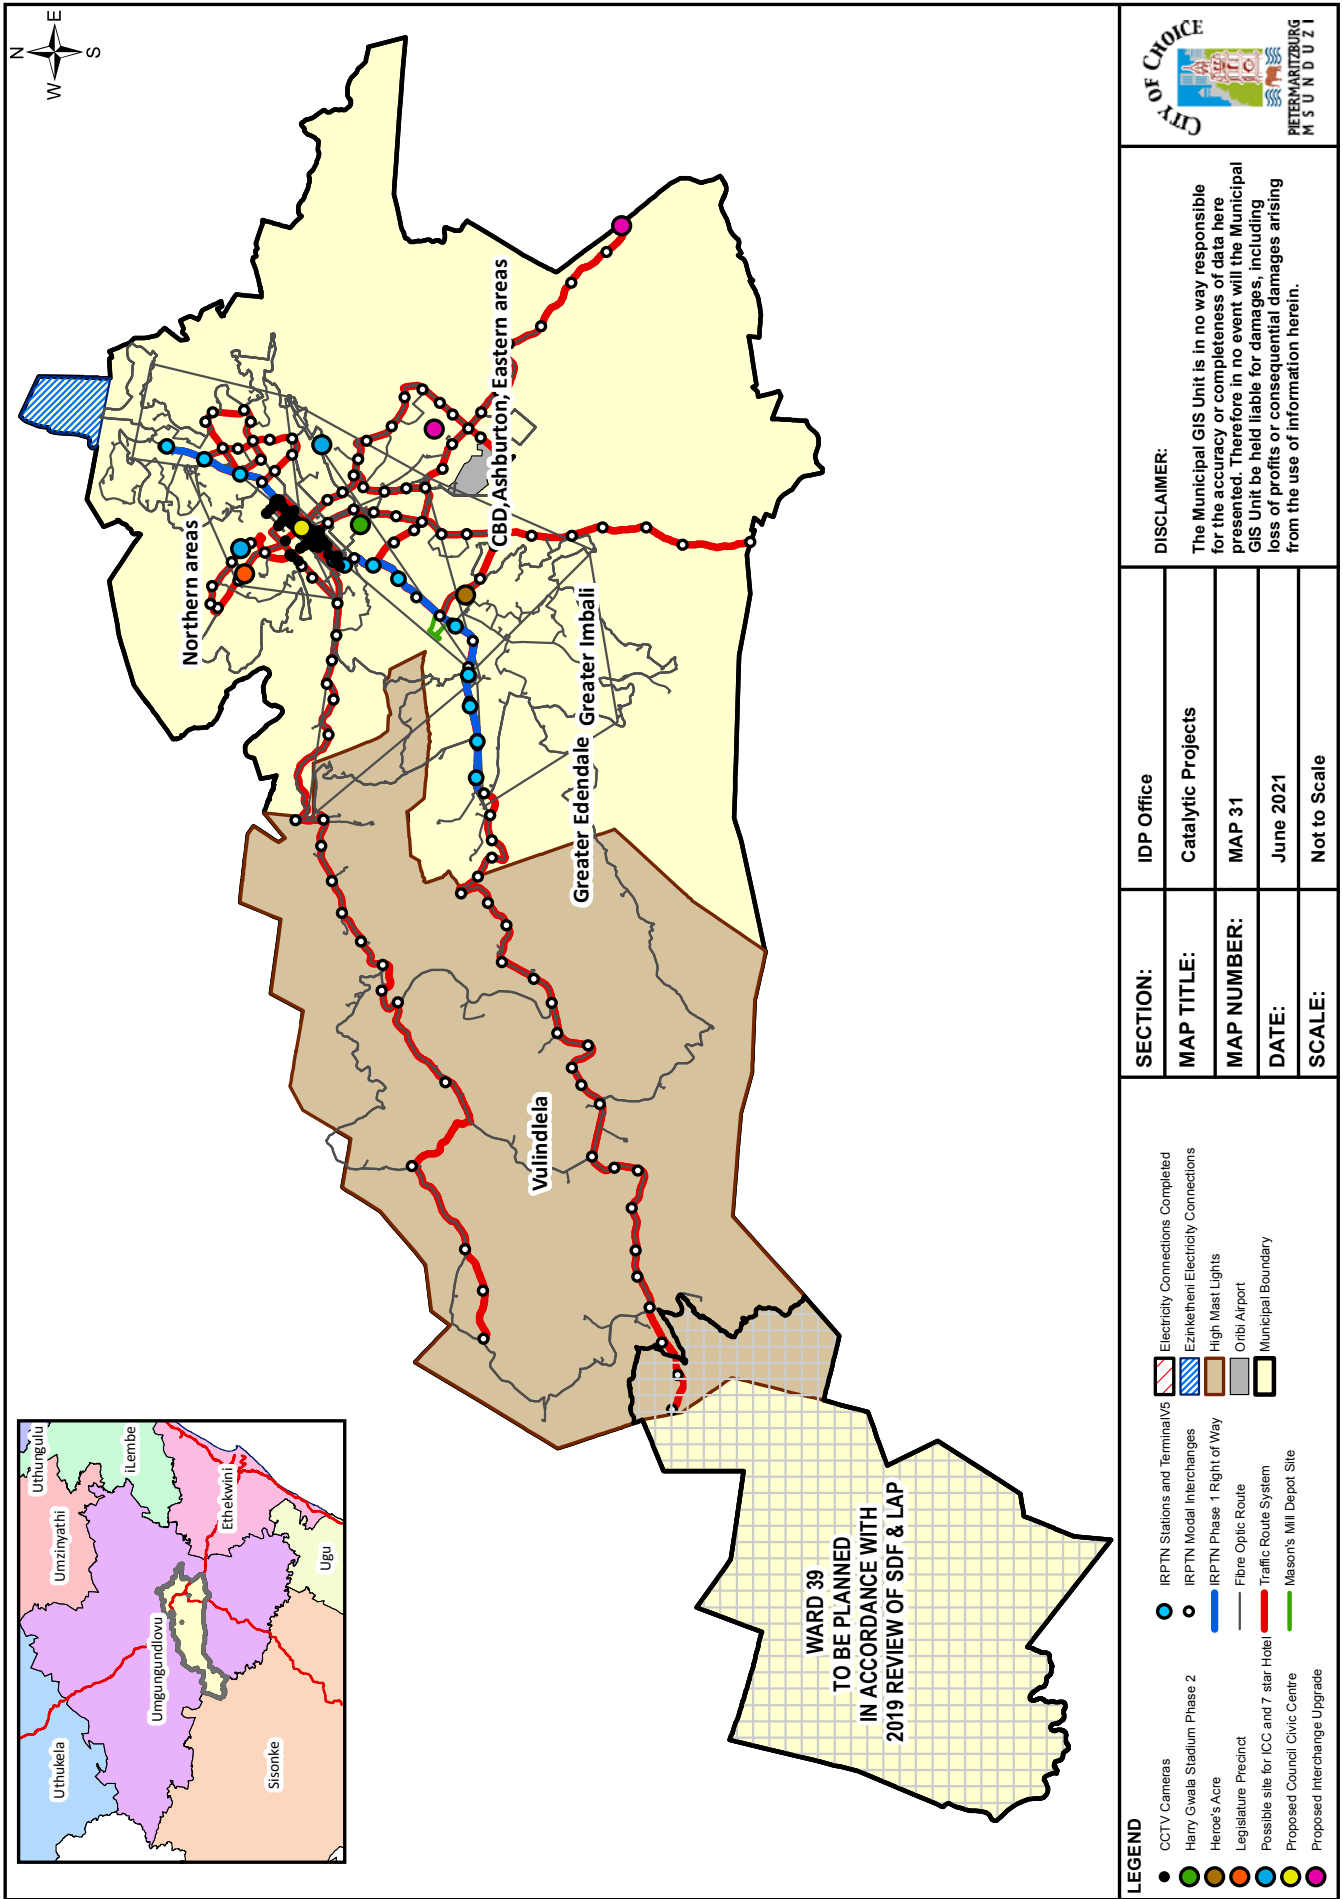 N
E
S
W
Northern areas
CBD, Ashburton, Eastern areas
Greater Imbali
Greater Edendale
Vulindlela
WARD 39
TO BE PLANNED
IN ACCORDANCE WITH
2019 REVIEW OF SDF & LAP
Uthungulu
iLembe
Umzinyathi
Ethekwini
Ugu
Umgungundlovu
Uthukela
Sisonke
LEGEND
CCTV Cameras
Harry Gwala Stadium Phase 2
Heroe's Acre
Legislature Precinct
Possible site for ICC and 7 star Hotel
Proposed Council Civic Centre
Proposed Interchange Upgrade
IRPTN Stations and TerminalV5
IRPTN Modal Interchanges
IRPTN Phase 1 Right of Way
Fibre Optic Route
Traffic Route System
Mason's Mill Depot Site
Electricity Connections Completed
Ezinketheni Electricity Connections
High Mast Lights
Oribi Airport
Municipal Boundary
SECTION: IDP Office
MAP TITLE: Catalytic Projects
MAP NUMBER: MAP 31
DATE: June 2021
SCALE: Not to Scale
DISCLAIMER:
The Municipal GIS Unit is in no way responsible
for the accuracy or completeness of data here
presented. Therefore in no event will the Municipal
GIS Unit be held liable for damages, including
loss of profits or consequential damages arising
from the use of information herein.
CITY OF CHOICE
PIETERMARITZBURG
MSUNDUZI